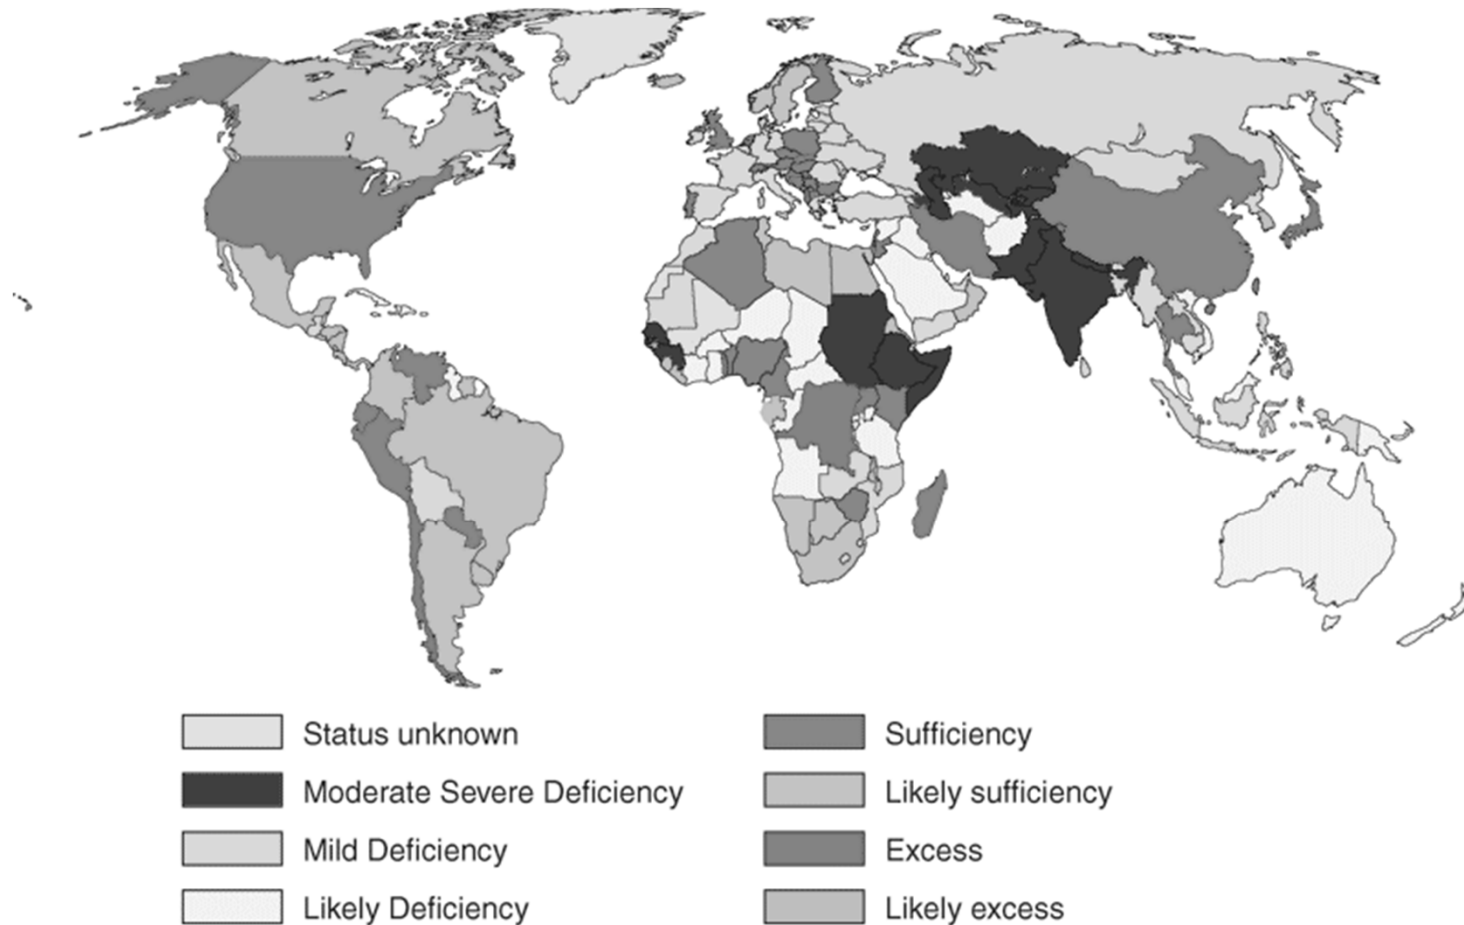 Status unknown
Moderate Severe Deficiency
Mild Deficiency
Likely Deficiency
Sufficiency
Likely sufficiency
Excess
Likely excess